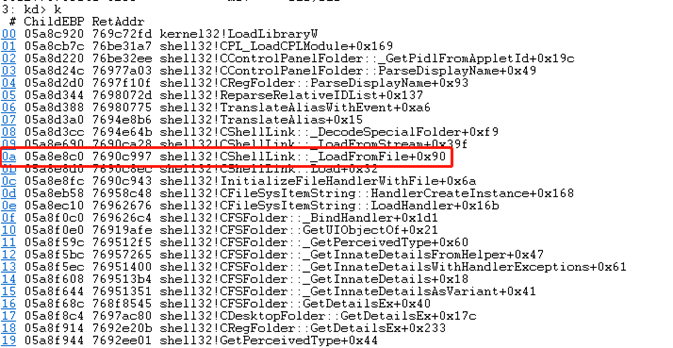 3: kd> k
# ChildEBP RetAddr
00 05a8c920 769c72fd kernel32!LoadLibraryW
01 05a8cb7c 76be31a7 shell32!CPL_LoadCPLModule+0x169
02 05a8d220 76be32ee shell32!CControlPanelFolder::_GetPidlFromAppletId+0x19c
03 05a8d24c 76977a03 shell32!CControlPanelFolder::ParseDisplayName+0x49
04 05a8d2d0 7697f10f shell32!CRegFolder::ParseDisplayName+0x93
05 05a8d344 7698072d shell32!ReparseRelativeIDList+0x137
06 05a8d388 76980775 shell32!TranslateAliasWithEvent+0xa6
07 05a8d3a0 7694e8b6 shell32!TranslateAlias+0x15
08 05a8d3cc 7694e64b shell32!CShellLink::_DecodeSpecialFolder+0xf9
09 05a8e690 7690ca28 shell32!CShellLink::_LoadFromStream+0x39f
0a 05a8e8c0 7690c997 shell32!CShellLink::_LoadFromFile+0x90
0b 05a8e8d0 7690c8ec shell32!CShellLink::Load+0x32
0c 05a8e8fc 7690c943 shell32!InitializeFileHandlerWithFile+0x6a
0d 05a8eb58 76958c48 shell32!CFileSysItemString::HandlerCreateInstance+0x168
0e 05a8ec10 76962676 shell32!CFileSysItemString::LoadHandler+0x16b
0f 05a8f0c0 769626c4 shell32!CFSFolder::_BindHandler+0x1d1
10 05a8f0e0 76919afe shell32!CFSFolder::GetUIObjectOf+0x21
11 05a8f59c 769512f5 shell32!CFSFolder::_GetPerceivedType+0x60
12 05a8f5bc 76957265 shell32!CFSFolder::_GetInnateDetailsFromHelper+0x47
13 05a8f5ec 76951400 shell32!CFSFolder::_GetInnateDetailsWithHandlerExceptions+0x61
14 05a8f608 769513b4 shell32!CFSFolder::_GetInnateDetails+0x18
15 05a8f644 76951351 shell32!CFSFolder::_GetInnateDetailsAsVariant+0x41
16 05a8f68c 768f8545 shell32!CFSFolder::GetDetailsEx+0x40
17 05a8f8c4 7697ac80 shell32!CDesktopFolder::GetDetailsEx+0x17c
18 05a8f914 7692e20b shell32!CRegFolder::GetDetailsEx+0x233
19 05a8f944 7692ee01 shell32!GetPerceivedType+0x44